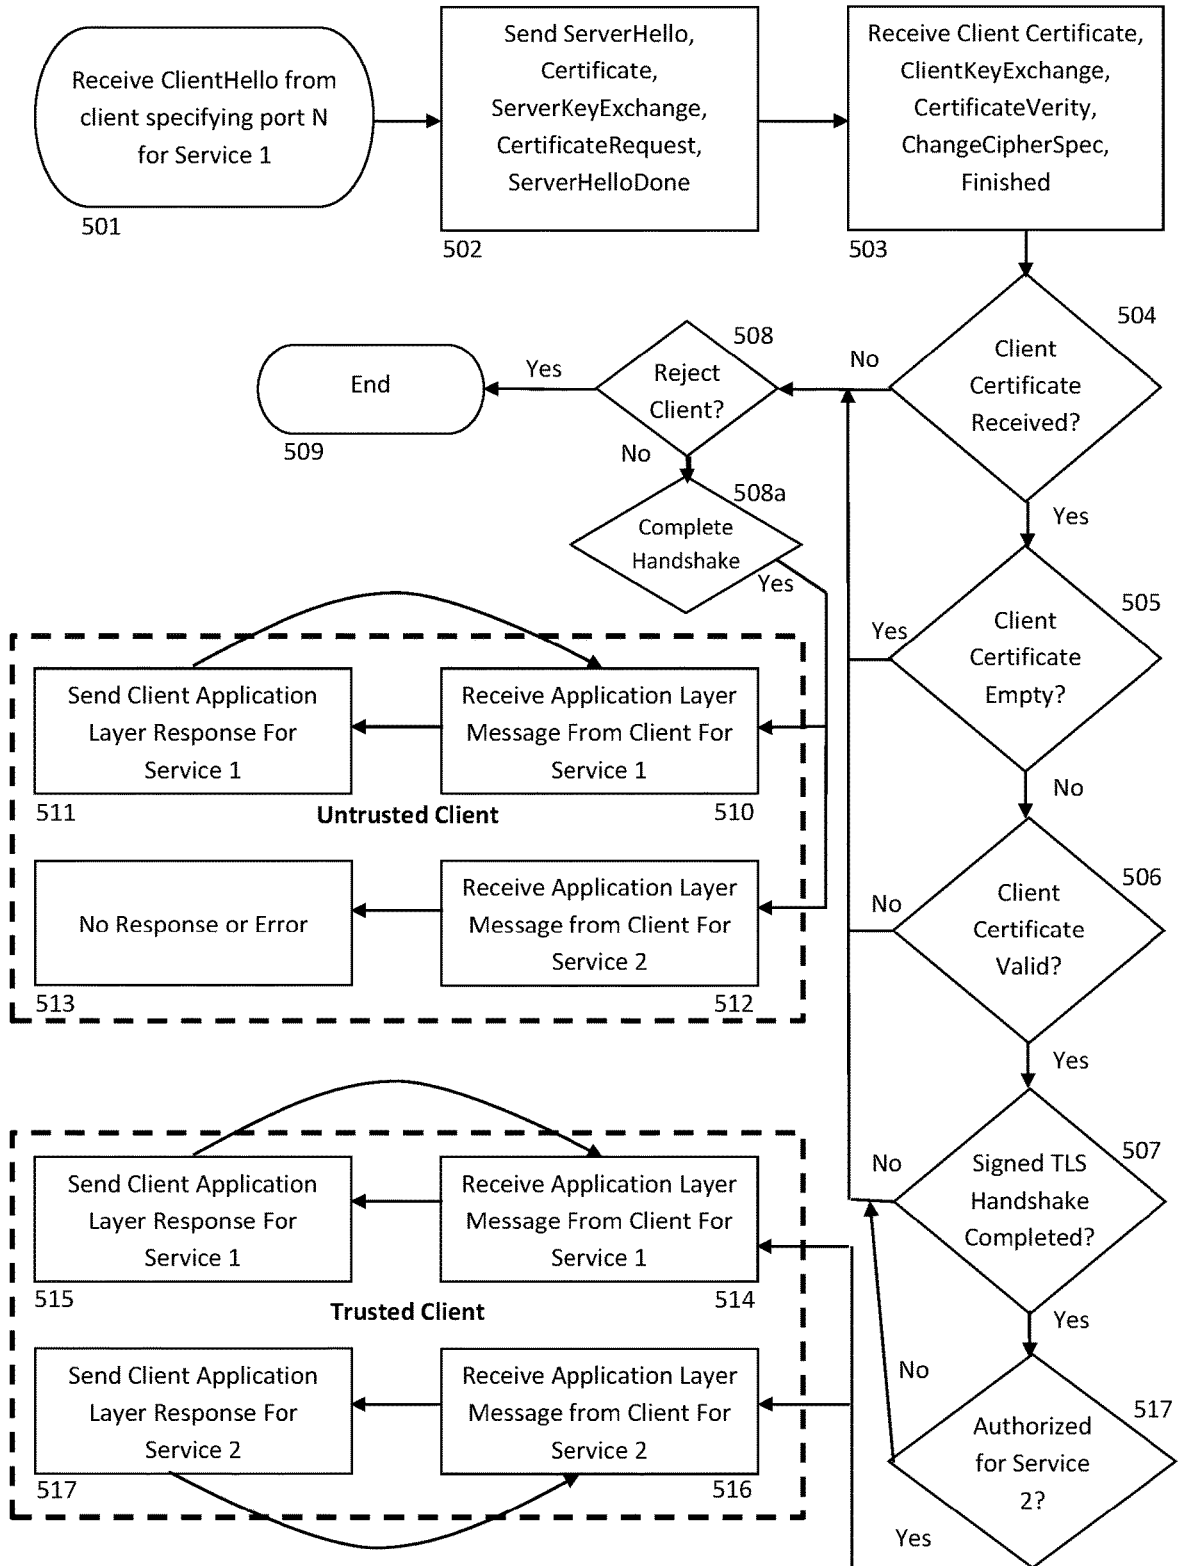 Receive ClientHello from
client specifying port N
for Service 1
501
Send ServerHello,
Certificate,
ServerKeyExchange,
CertificateRequest,
ServerHelloDone
502
Receive Client Certificate,
ClientKeyExchange,
CertificateVerity,
ChangeCipherSpec,
Finished
503
504
Client
Certificate
Received?
No
Yes
508
Reject
Client?
Yes
No
End
509
508a
Complete
Handshake
Yes
505
Client
Certificate
Empty?
Yes
No
Send Client Application
Layer Response For
Service 1
511
Receive Application Layer
Message From Client For
Service 1
510
Untrusted Client
No Response or Error
513
Receive Application Layer
Message from Client For
Service 2
512
506
Client
Certificate
Valid?
No
Yes
507
Signed TLS
Handshake
Completed?
No
Yes
Send Client Application
Layer Response For
Service 1
515
Receive Application Layer
Message From Client For
Service 1
514
Trusted Client
Send Client Application
Layer Response For
Service 2
517
Receive Application Layer
Message from Client For
Service 2
516
No
517
Authorized
for Service
2?
Yes